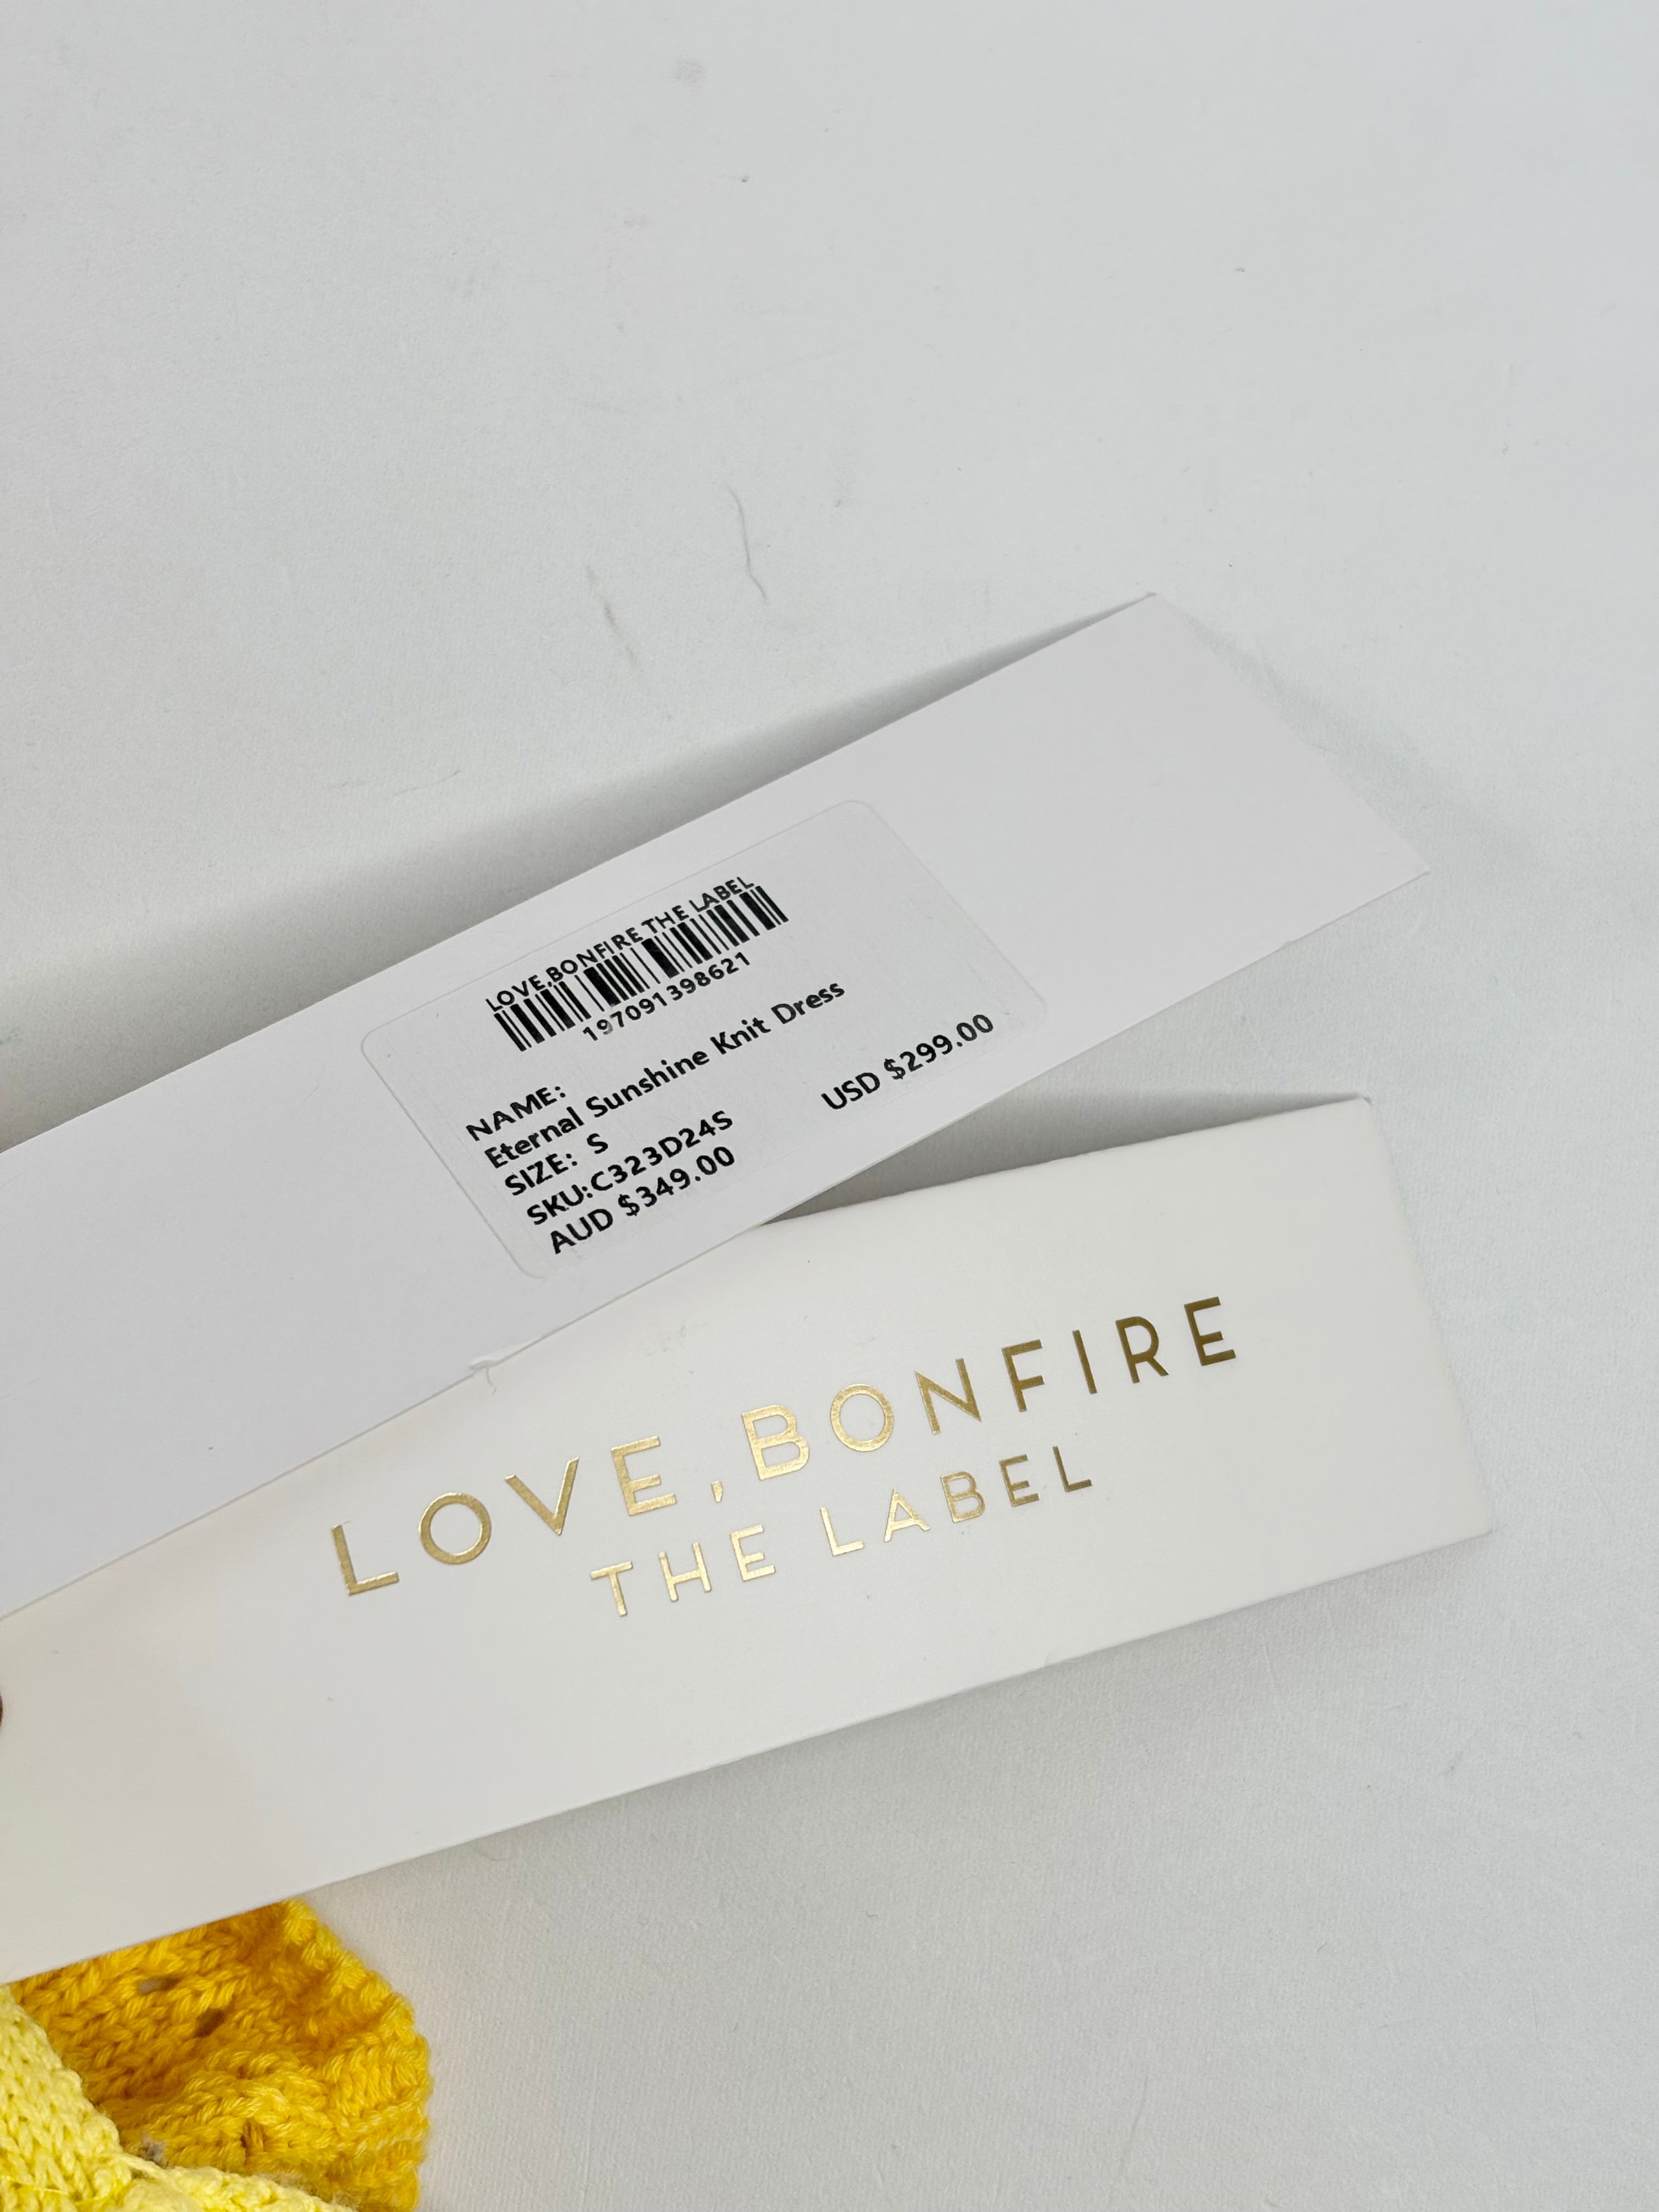 LOVE,BONFIRE THE LABEL
197091398621
NAME:
Eternal Sunshine Knit Dress
SIZE: S
SKU:C323D24S
AUD $349.00 USD $299.00
LOVE,BONFIRE
THE LABEL